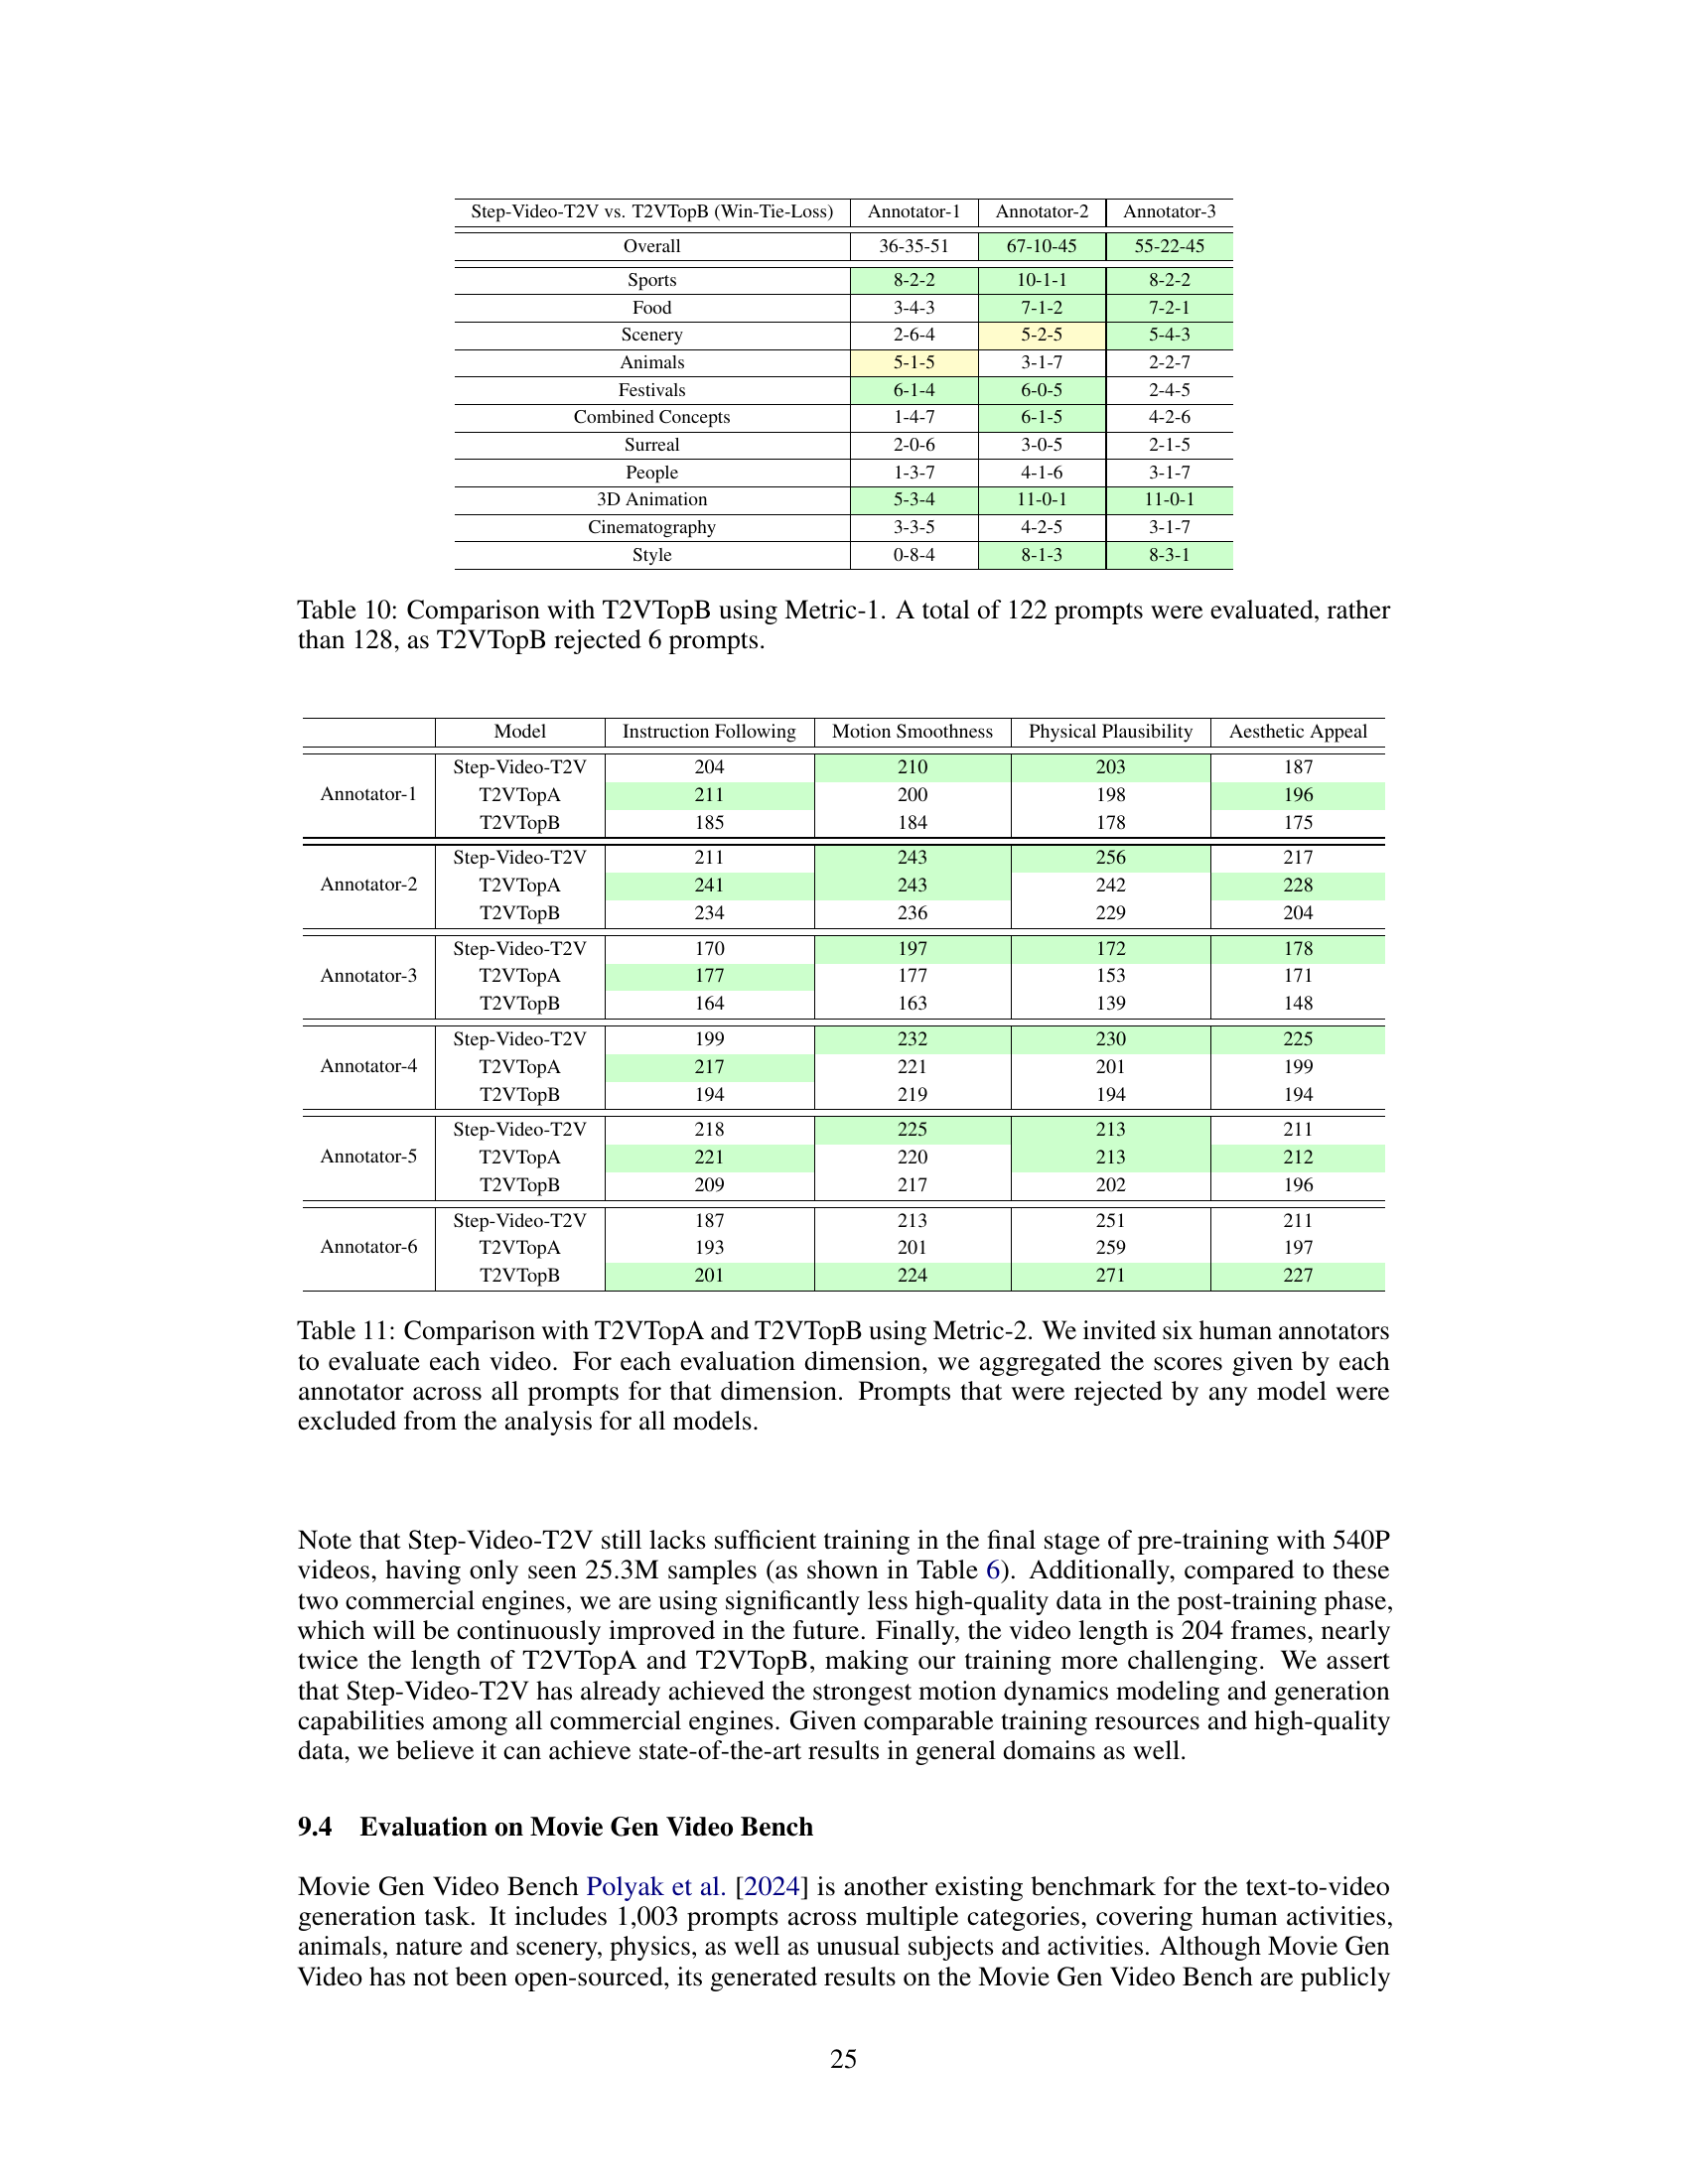 Step-Video-T2V vs. T2VTopB (Win-Tie-Loss) Annotator-1 Annotator-2 Annotator-3
Overall 36-35-51 67-10-45 55-22-45
Sports 8-2-2 10-1-1 8-2-2
Food 3-4-3 7-1-2 7-2-1
Scenery 2-6-4 5-2-5 5-4-3
Animals 5-1-5 3-1-7 2-2-7
Festivals 6-1-4 6-0-5 2-4-5
Combined Concepts 1-4-7 6-1-5 4-2-6
Surreal 2-0-6 3-0-5 2-1-5
People 1-3-7 4-1-6 3-1-7
3D Animation 5-3-4 11-0-1 11-0-1
Cinematography 3-3-5 4-2-5 3-1-7
Style 0-8-4 8-1-3 8-3-1
Table 10: Comparison with T2VTopB using Metric-1. A total of 122 prompts were evaluated, rather
than 128, as T2VTopB rejected 6 prompts.
Model Instruction Following Motion Smoothness Physical Plausibility Aesthetic Appeal
Step-Video-T2V 204 210 203 187
Annotator-1 T2VTopA 211 200 198 196
T2VTopB 185 184 178 175
Step-Video-T2V 211 243 256 217
Annotator-2 T2VTopA 241 243 242 228
T2VTopB 234 236 229 204
Step-Video-T2V 170 197 172 178
Annotator-3 T2VTopA 177 177 153 171
T2VTopB 164 163 139 148
Step-Video-T2V 199 232 230 225
Annotator-4 T2VTopA 217 221 201 199
T2VTopB 194 219 194 194
Step-Video-T2V 218 225 213 211
Annotator-5 T2VTopA 221 220 213 212
T2VTopB 209 217 202 196
Step-Video-T2V 187 213 251 211
Annotator-6 T2VTopA 193 201 259 197
T2VTopB 201 224 271 227
Table 11: Comparison with T2VTopA and T2VTopB using Metric-2. We invited six human annotators
to evaluate each video. For each evaluation dimension, we aggregated the scores given by each
annotator across all prompts for that dimension. Prompts that were rejected by any model were
excluded from the analysis for all models.
Note that Step-Video-T2V still lacks sufficient training in the final stage of pre-training with 540P
videos, having only seen 25.3M samples (as shown in Table 6). Additionally, compared to these
two commercial engines, we are using significantly less high-quality data in the post-training phase,
which will be continuously improved in the future. Finally, the video length is 204 frames, nearly
twice the length of T2VTopA and T2VTopB, making our training more challenging. We assert
that Step-Video-T2V has already achieved the strongest motion dynamics modeling and generation
capabilities among all commercial engines. Given comparable training resources and high-quality
data, we believe it can achieve state-of-the-art results in general domains as well.
9.4 Evaluation on Movie Gen Video Bench
Movie Gen Video Bench Polyak et al. [2024] is another existing benchmark for the text-to-video
generation task. It includes 1,003 prompts across multiple categories, covering human activities,
animals, nature and scenery, physics, as well as unusual subjects and activities. Although Movie Gen
Video has not been open-sourced, its generated results on the Movie Gen Video Bench are publicly
25